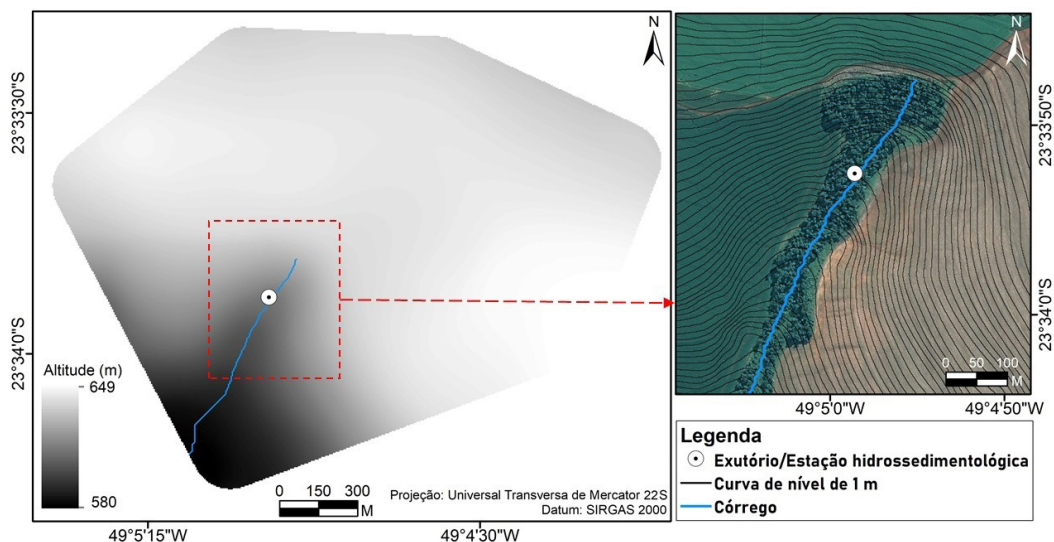 N
23°33'30"S
23°34'0"S
Altitude (m)
649
580
0 150 300
M
Projeção: Universal Transversa de Mercator 22S
Datum: SIRGAS 2000
49°5'15"W
49°4'30"W
N
23°33'50"S
23°34'0"S
0 50 100
M
49°5'0"W
49°4'50"W
Legenda
Exutório/Estação hidrossedimentológica
Curva de nível de 1 m
Córrego